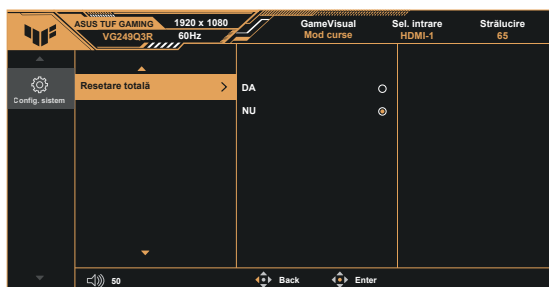 ASUS TUF GAMING 1920 x 1080 GameVisual Sel. intrare Strălucire
VG249Q3R 60Hz Mod curse HDMI-1 65
Config. sistem
Resetare totală
DA
NU
50 Back Enter